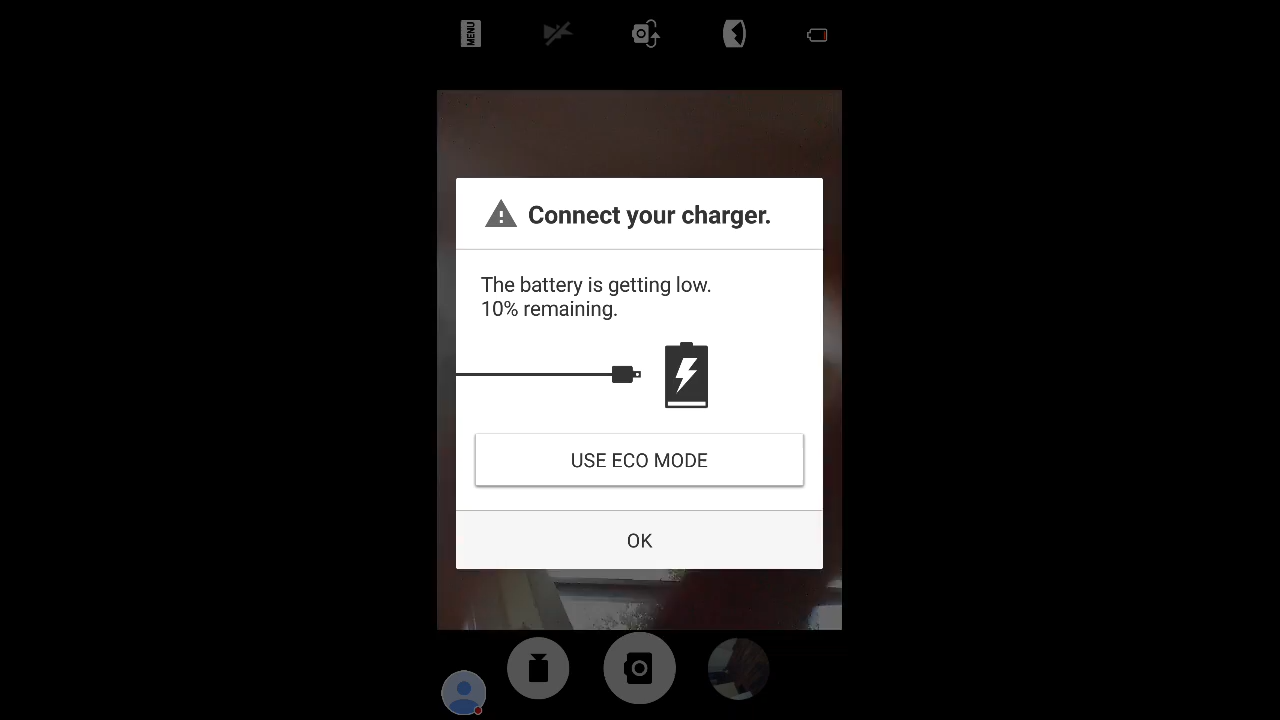 MENU
Connect your charger.
The battery is getting low.
10% remaining.
USE ECO MODE
OK